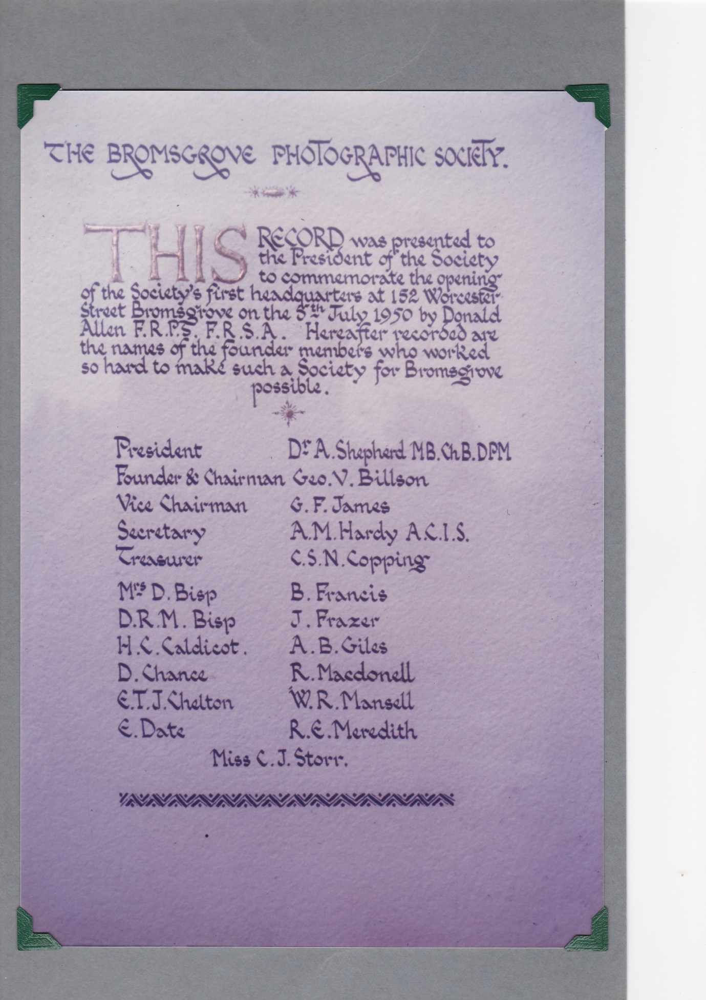 THE BROMSGROVE PHOTOGRAPHIC SOCIETY.
THIS RECORD was presented to
the President of the Society
to commemorate the opening
of the Society's first headquarters at 152 Worcester
Street Bromsgrove on the 5th July 1950 by Donald
Allen F.R.P.S. F.R.S.A. Hereafter recorded are
the names of the founder members who worked
so hard to make such a Society for Bromsgrove
possible.
President Dr A. Shepherd MB.ChB.DPM
Founder & Chairman Geo. V. Billson
Vice Chairman G. F. James
Secretary A.M. Hardy A.C.I.S.
Treasurer C.S.N. Copping
Mrs D. Bisp B. Francis
D.R.M. Bisp J. Frazer
H.C. Caldicot. A.B. Giles
D. Chance R. Macdonell
E.T.J. Chelton W.R. Mansell
E. Date R.E. Meredith
Miss C.J. Storr.